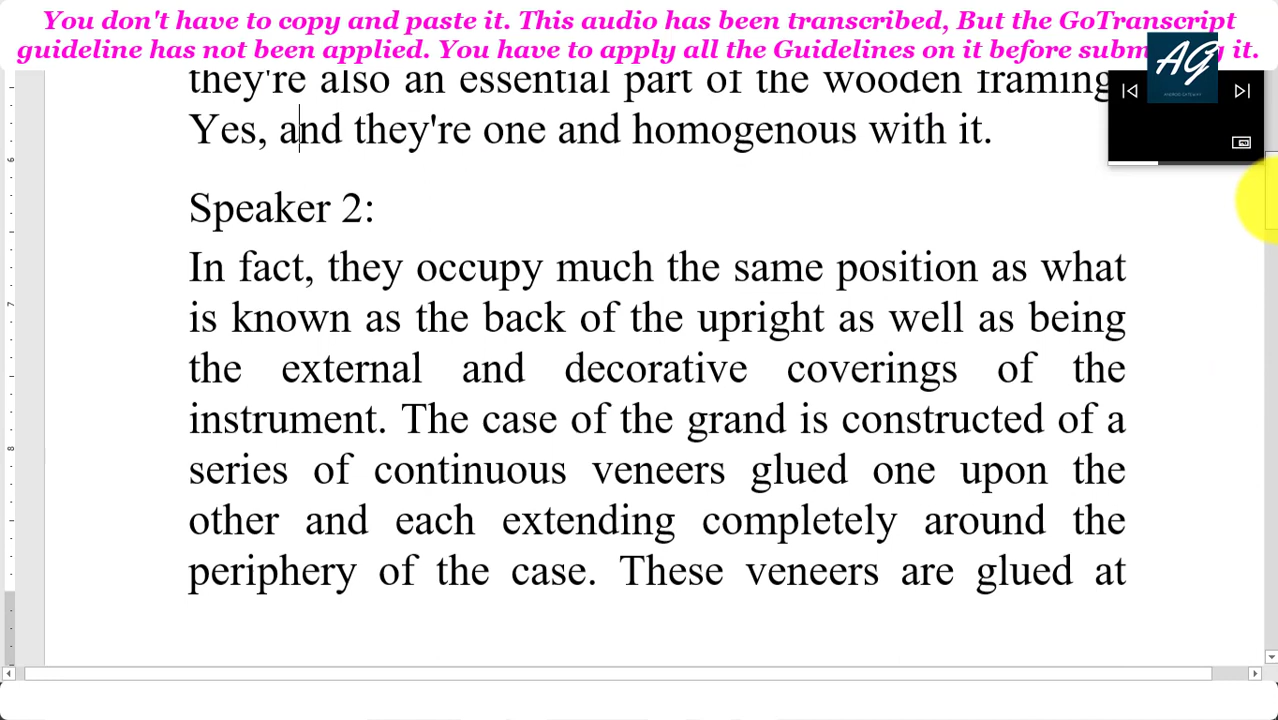 You don't have to copy and paste it. This audio has been transcribed, But the GoTranscript
guideline has not been applied. You have to apply all the Guidelines on it before it.
they're also an essential part of the wooden framing
Yes, and they're one and homogenous with it.
Speaker 2:
In fact, they occupy much the same position as what
is known as the back of the upright as well as being
the external and decorative coverings of the
instrument. The case of the grand is constructed of a
series of continuous veneers glued one upon the
other and each extending completely around the
periphery of the case. These veneers are glued at
AG
6
7
8